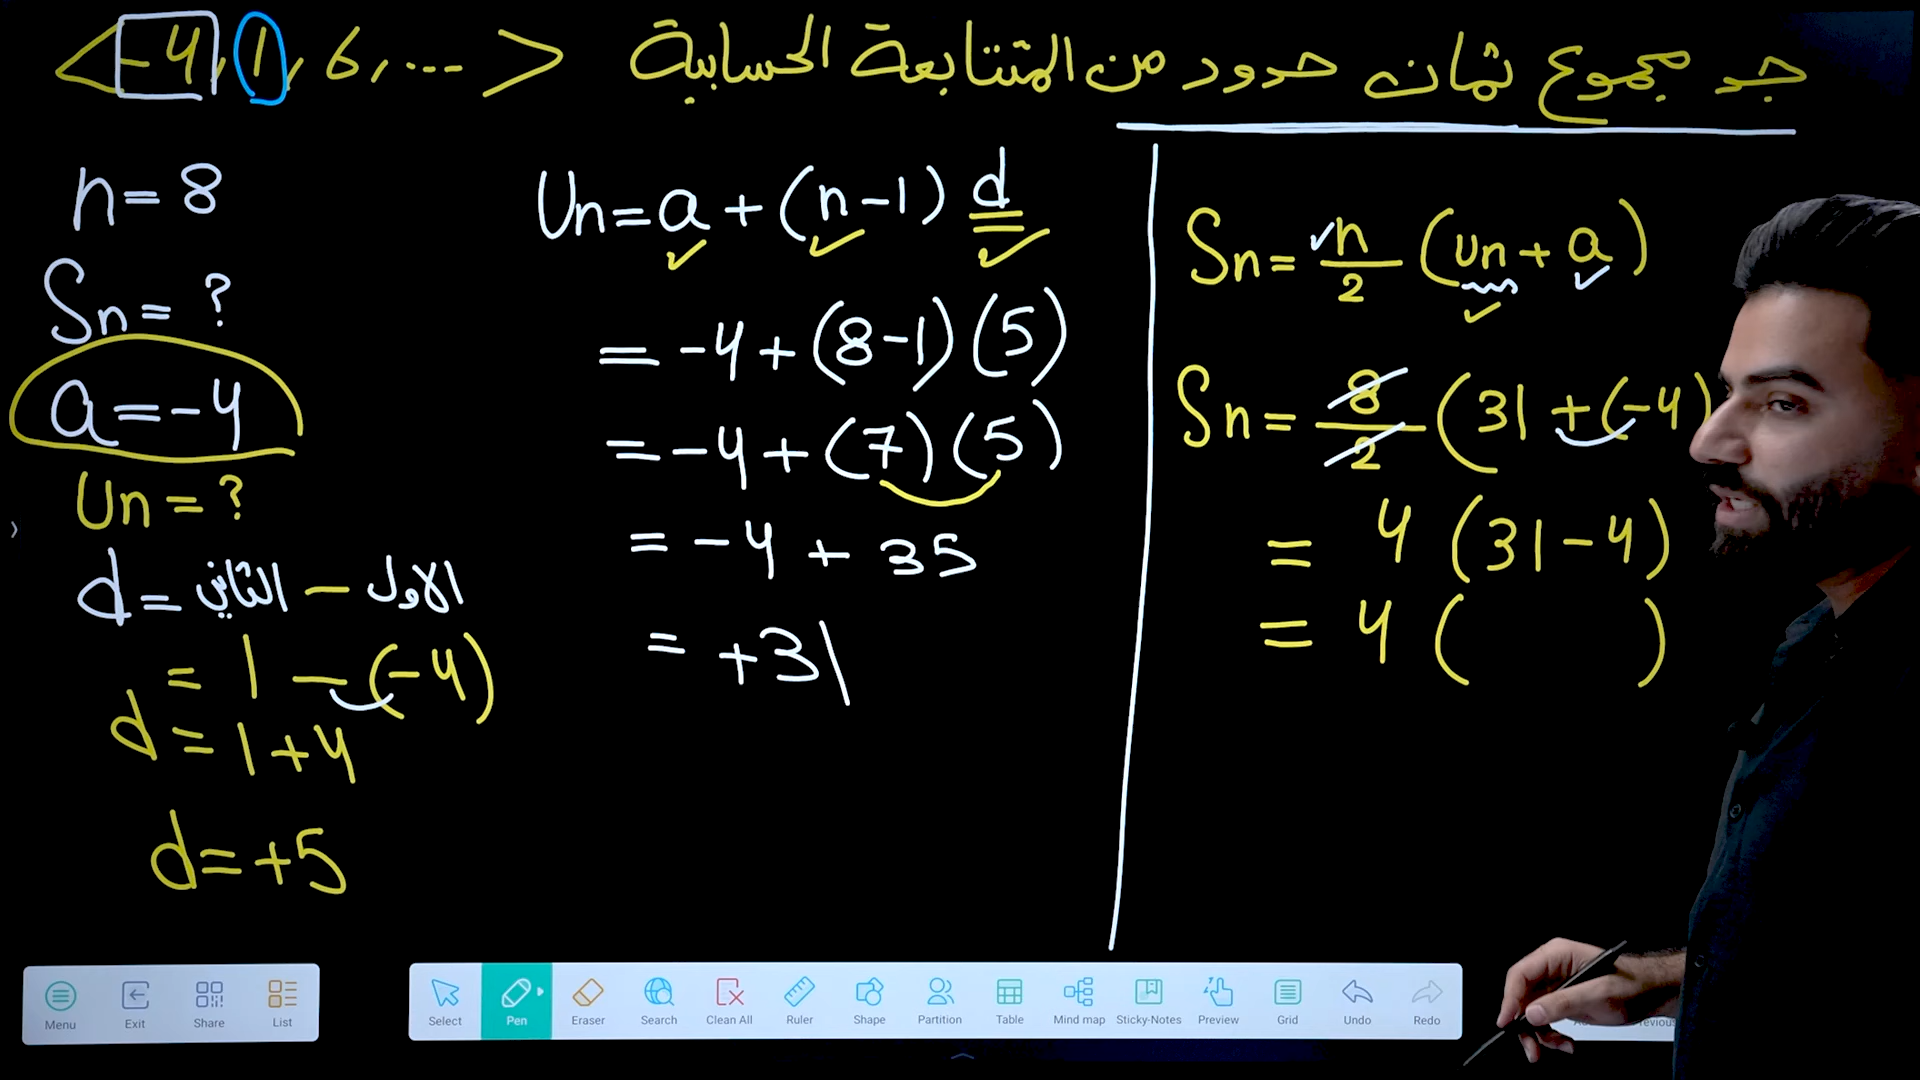 جد مجموع ثمان حدود من المتتابعة الحسابية <-4, 1, 6, ...>
n = 8
Sn = ?
a = -4
Un = ?
d = الثاني - الاول
= 1 - (-4)
d = 1+4
d = +5
Un = a + (n-1) d
= -4 + (8-1) (5)
= -4 + (7) (5)
= -4 + 35
= +31
Sn = n/2 (Un + a)
Sn = 8/2 (31 + (-4)
= 4 (31 - 4)
= 4 ( )
Menu Exit Share List
Select Pen Eraser Search Clean All Ruler Shape Partition Table Mind map Sticky-Notes Preview Grid Undo Redo